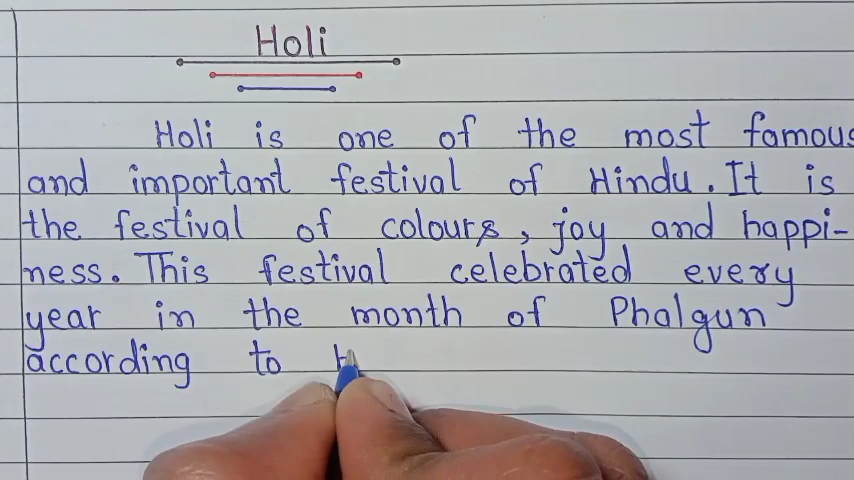 Holi
Holi is one of the most famous
and important festival of Hindu. It is
the festival of colours, joy and happi-
ness. This festival celebrated every
year in the month of Phalgun
according to